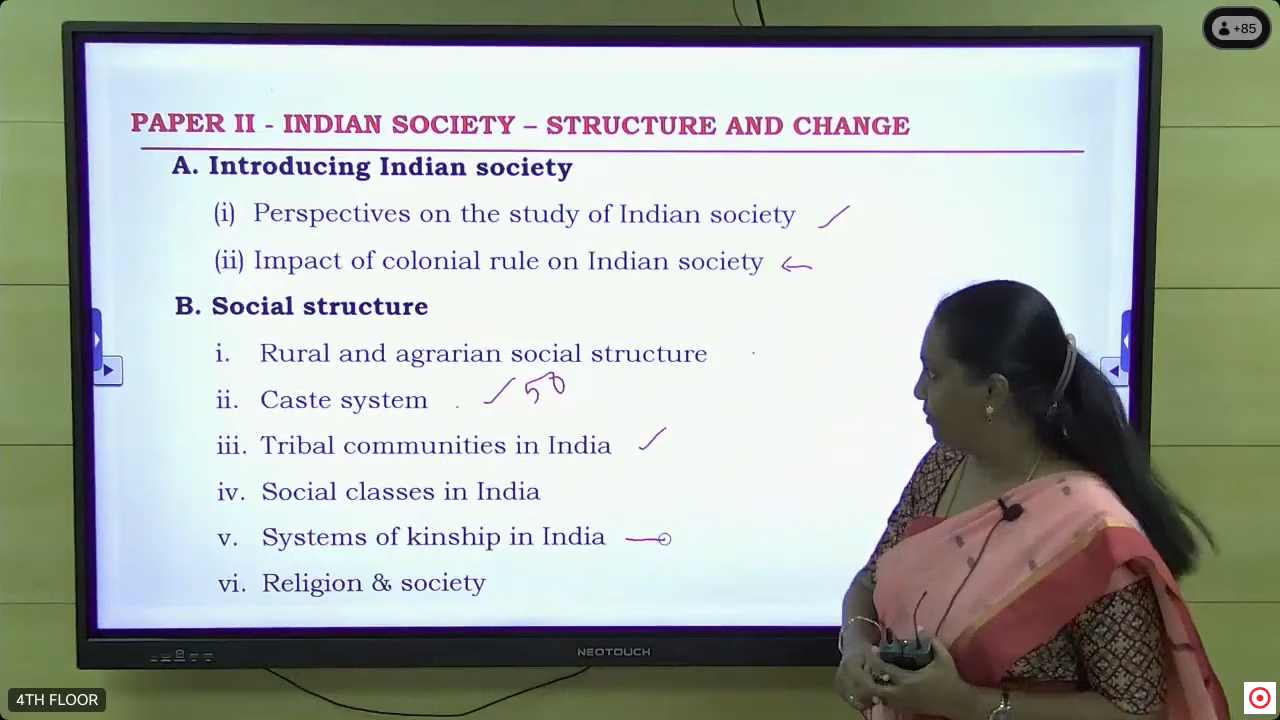 +85
PAPER II - INDIAN SOCIETY – STRUCTURE AND CHANGE
A. Introducing Indian society
(i) Perspectives on the study of Indian society
(ii) Impact of colonial rule on Indian society
B. Social structure
i. Rural and agrarian social structure
ii. Caste system 50
iii. Tribal communities in India
iv. Social classes in India
v. Systems of kinship in India
vi. Religion & society
NEOTOUCH
4TH FLOOR